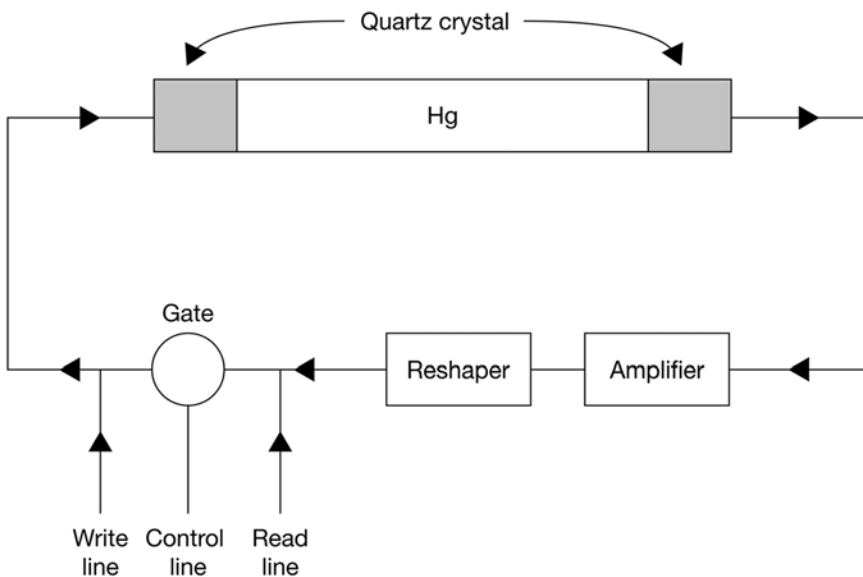 Quartz crystal
Hg
Gate
Reshaper
Amplifier
Write
line
Control
line
Read
line